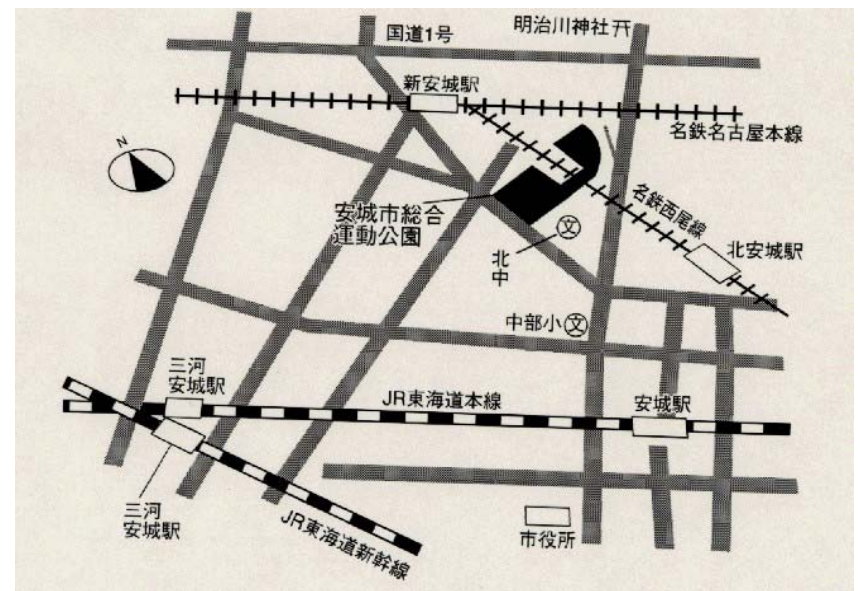 国道1号
明治川神社
新安城駅
名鉄名古屋本線
N
安城市総合
運動公園
文
北中
名鉄西尾線
北安城駅
中部小
文
三河
安城駅
JR東海道本線
安城駅
三河
安城駅
JR東海道新幹線
市役所